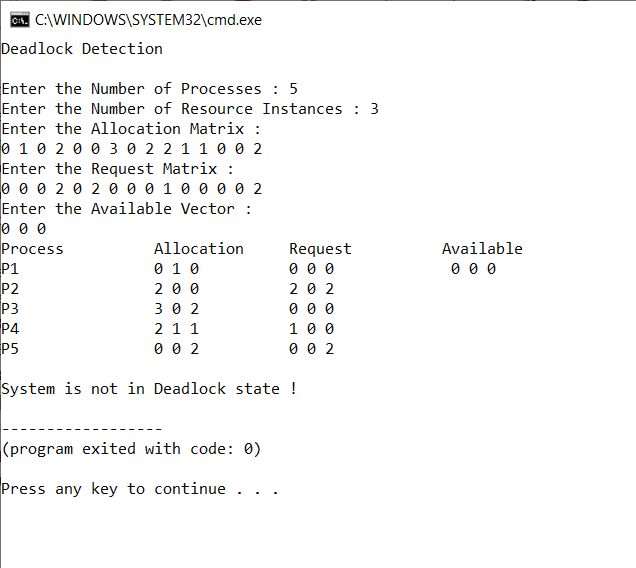 C:\WINDOWS\SYSTEM32\cmd.exe
Deadlock Detection
Enter the Number of Processes : 5
Enter the Number of Resource Instances : 3
Enter the Allocation Matrix :
0 1 0 2 0 0 3 0 2 2 1 1 0 0 2
Enter the Request Matrix :
0 0 0 2 0 2 0 0 0 1 0 0 0 0 2
Enter the Available Vector :
0 0 0
Process Allocation Request Available
P1 0 1 0 0 0 0 0 0 0
P2 2 0 0 2 0 2
P3 3 0 2 0 0 0
P4 2 1 1 1 0 0
P5 0 0 2 0 0 2
System is not in Deadlock state !
------------------
(program exited with code: 0)
Press any key to continue . . .